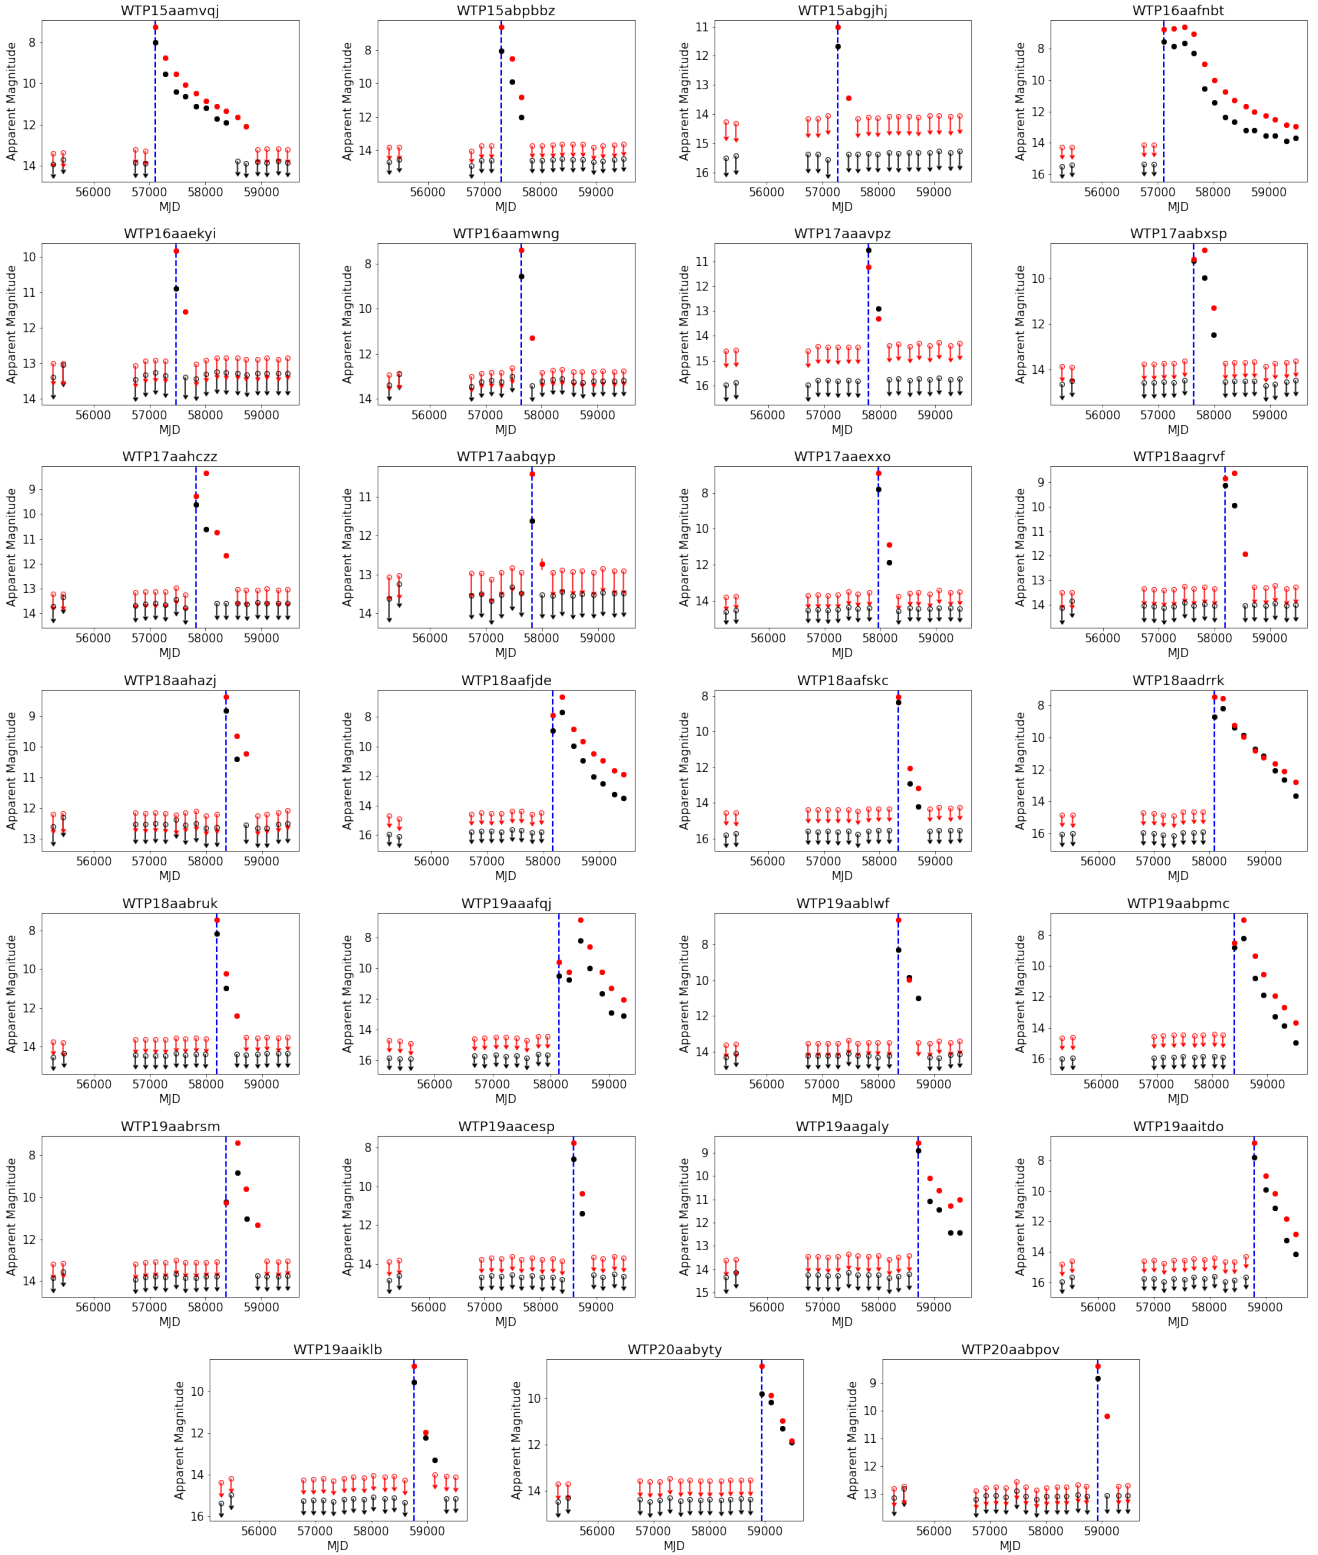 WTP15aamvqj WTP15abpbbz WTP15abgjhj WTP16aafnbt
Apparent Magnitude 8 10 12 14 Apparent Magnitude 8 10 12 14 Apparent Magnitude 11 12 13 14 15 16 Apparent Magnitude 8 10 12 14 16
56000 57000 58000 59000 56000 57000 58000 59000 56000 57000 58000 59000 56000 57000 58000 59000
MJD MJD MJD MJD
WTP16aaekyi WTP16aamwng WTP17aaavpz WTP17aabxsp
Apparent Magnitude 10 11 12 13 14 Apparent Magnitude 8 10 12 14 Apparent Magnitude 11 12 13 14 15 16 Apparent Magnitude 10 12 14
56000 57000 58000 59000 56000 57000 58000 59000 56000 57000 58000 59000 56000 57000 58000 59000
MJD MJD MJD MJD
WTP17aahczz WTP17aabqyp WTP17aaexxo WTP18aagrvf
Apparent Magnitude 9 10 11 12 13 14 Apparent Magnitude 11 12 13 14 Apparent Magnitude 8 10 12 14 Apparent Magnitude 9 10 11 12 13 14
56000 57000 58000 59000 56000 57000 58000 59000 56000 57000 58000 59000 56000 57000 58000 59000
MJD MJD MJD MJD
WTP18aahazj WTP18aafjde WTP18aafskc WTP18aadrrk
Apparent Magnitude 9 10 11 12 13 Apparent Magnitude 8 10 12 14 16 Apparent Magnitude 8 10 12 14 16 Apparent Magnitude 8 10 12 14 16
56000 57000 58000 59000 56000 57000 58000 59000 56000 57000 58000 59000 56000 57000 58000 59000
MJD MJD MJD MJD
WTP18aabruk WTP19aaafqj WTP19aablwf WTP19aabpmc
Apparent Magnitude 8 10 12 14 Apparent Magnitude 8 10 12 14 16 Apparent Magnitude 8 10 12 14 Apparent Magnitude 8 10 12 14 16
56000 57000 58000 59000 56000 57000 58000 59000 56000 57000 58000 59000 56000 57000 58000 59000
MJD MJD MJD MJD
WTP19aabrsm WTP19aacesp WTP19aagaly WTP19aaitdo
Apparent Magnitude 8 10 12 14 Apparent Magnitude 8 10 12 14 Apparent Magnitude 9 10 11 12 13 14 15 Apparent Magnitude 8 10 12 14 16
56000 57000 58000 59000 56000 57000 58000 59000 56000 57000 58000 59000 56000 57000 58000 59000
MJD MJD MJD MJD
WTP19aaiklb WTP20aabyty WTP20aabpov
Apparent Magnitude 10 12 14 16 Apparent Magnitude 10 12 14 Apparent Magnitude 9 10 11 12 13
56000 57000 58000 59000 56000 57000 58000 59000 56000 57000 58000 59000
MJD MJD MJD